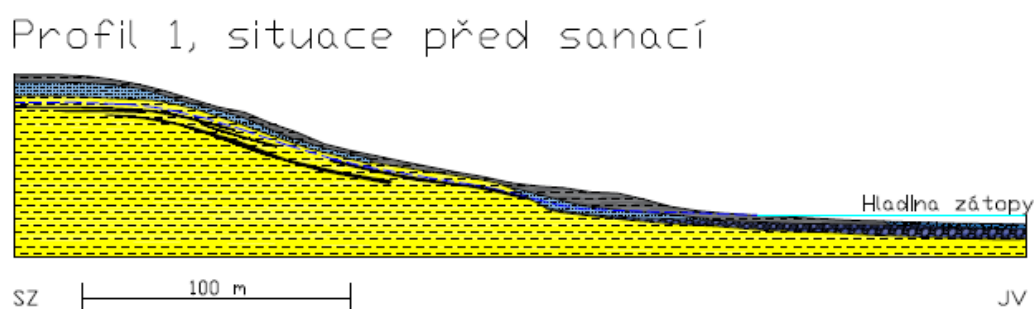 Profil 1, situace před sanací
Hladina zátopy
100 m
SZ
JV